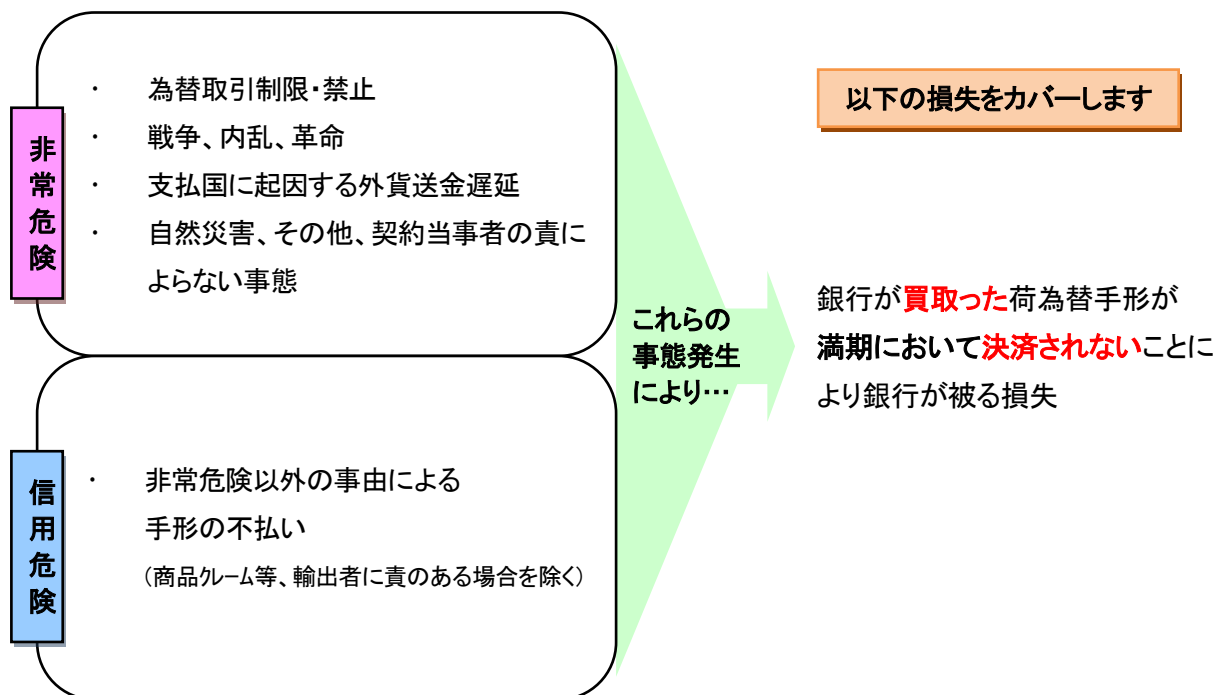 非常危険
・ 為替取引制限・禁止
・ 戦争、内乱、革命
・ 支払国に起因する外貨送金遅延
・ 自然災害、その他、契約当事者の責に
よらない事態
信用危険
・ 非常危険以外の事由による
手形の不払い
（商品クレーム等、輸出者に責のある場合を除く）
これらの
事態発生
により…
以下の損失をカバーします
銀行が買取った荷為替手形が
満期において決済されないことに
より銀行が被る損失